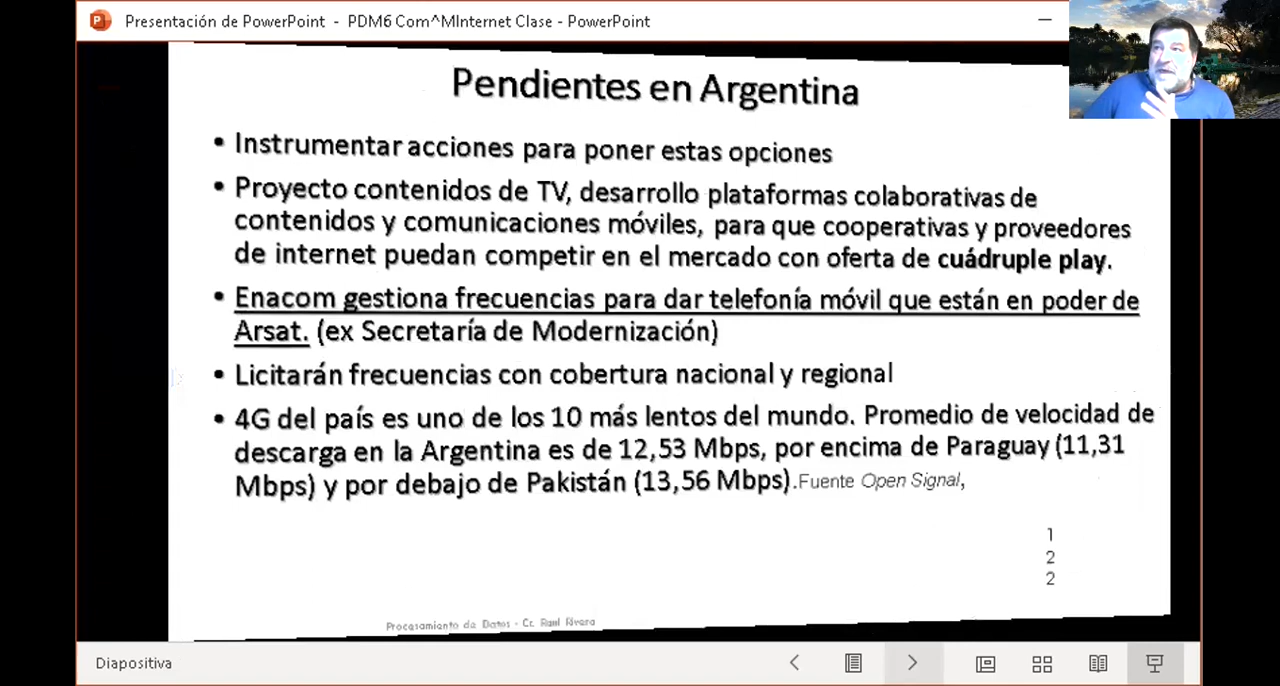 Presentación de PowerPoint - PDM6 Com^MInternet Clase - PowerPoint
Pendientes en Argentina
• Instrumentar acciones para poner estas opciones
• Proyecto contenidos de TV, desarrollo plataformas colaborativas de
contenidos y comunicaciones móviles, para que cooperativas y proveedores
de internet puedan competir en el mercado con oferta de cuádruple play.
• Enacom gestiona frecuencias para dar telefonía móvil que están en poder de
Arsat. (ex Secretaría de Modernización)
• Licitarán frecuencias con cobertura nacional y regional
• 4G del país es uno de los 10 más lentos del mundo. Promedio de velocidad de
descarga en la Argentina es de 12,53 Mbps, por encima de Paraguay (11,31
Mbps) y por debajo de Pakistán (13,56 Mbps).Fuente Open Signal,
1
2
2
Procesamiento de Datos - Cr. Raul Rivera
Diapositiva